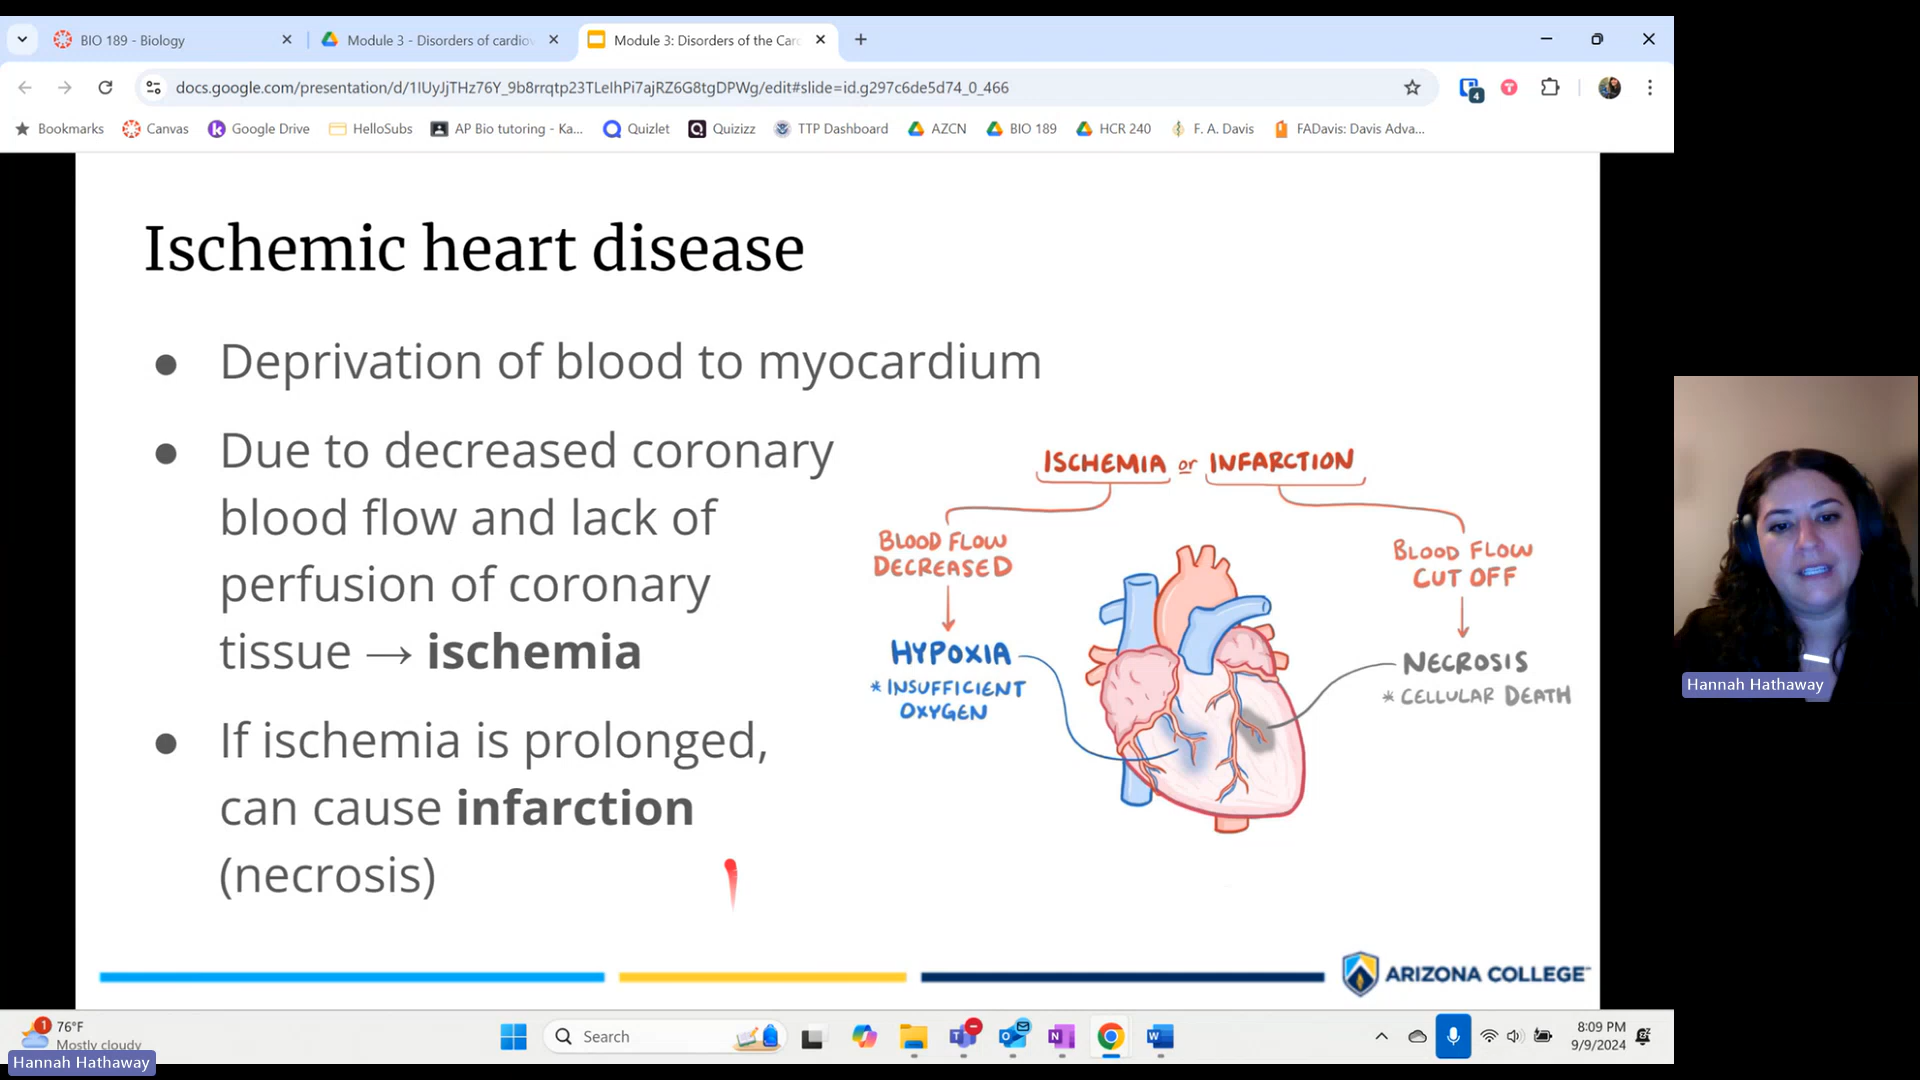 BIO 189 - Biology
Module 3 - Disorders of cardiov
Module 3: Disorders of the Car
docs.google.com/presentation/d/1IUyJjTHz76Y_9b8rrqtp23TLeIhPi7ajRZ6G8tgDPWg/edit#slide=id.g297c6de5d74_0_466
4
Bookmarks
Canvas
Google Drive
HelloSubs
AP Bio tutoring - Ka...
Quizlet
Quizizz
TTP Dashboard
AZCN
BIO 189
HCR 240
F. A. Davis
FADavis: Davis Adva...
Ischemic heart disease
● Deprivation of blood to myocardium
● Due to decreased coronary
blood flow and lack of
perfusion of coronary
tissue → ischemia
● If ischemia is prolonged,
can cause infarction
(necrosis)
ISCHEMIA or INFARCTION
BLOOD FLOW
DECREASED
HYPOXIA
* INSUFFICIENT
OXYGEN
BLOOD FLOW
CUT OFF
NECROSIS
* CELLULAR DEATH
ARIZONA COLLEGE
Hannah Hathaway
1
76°F
Mostly cloudy
Search
8:09 PM
9/9/2024
Hannah Hathaway